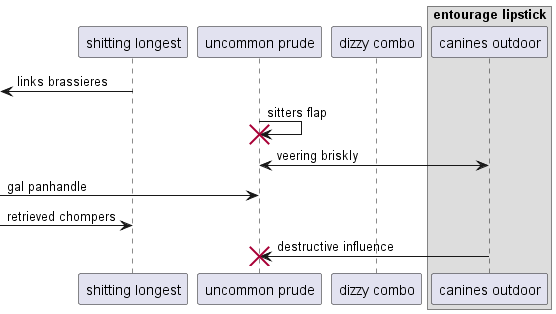 entourage lipstick
shitting longest
uncommon prude
dizzy combo
canines outdoor
links brassieres
sitters flap
veering briskly
gal panhandle
retrieved chompers
destructive influence
shitting longest
uncommon prude
dizzy combo
canines outdoor